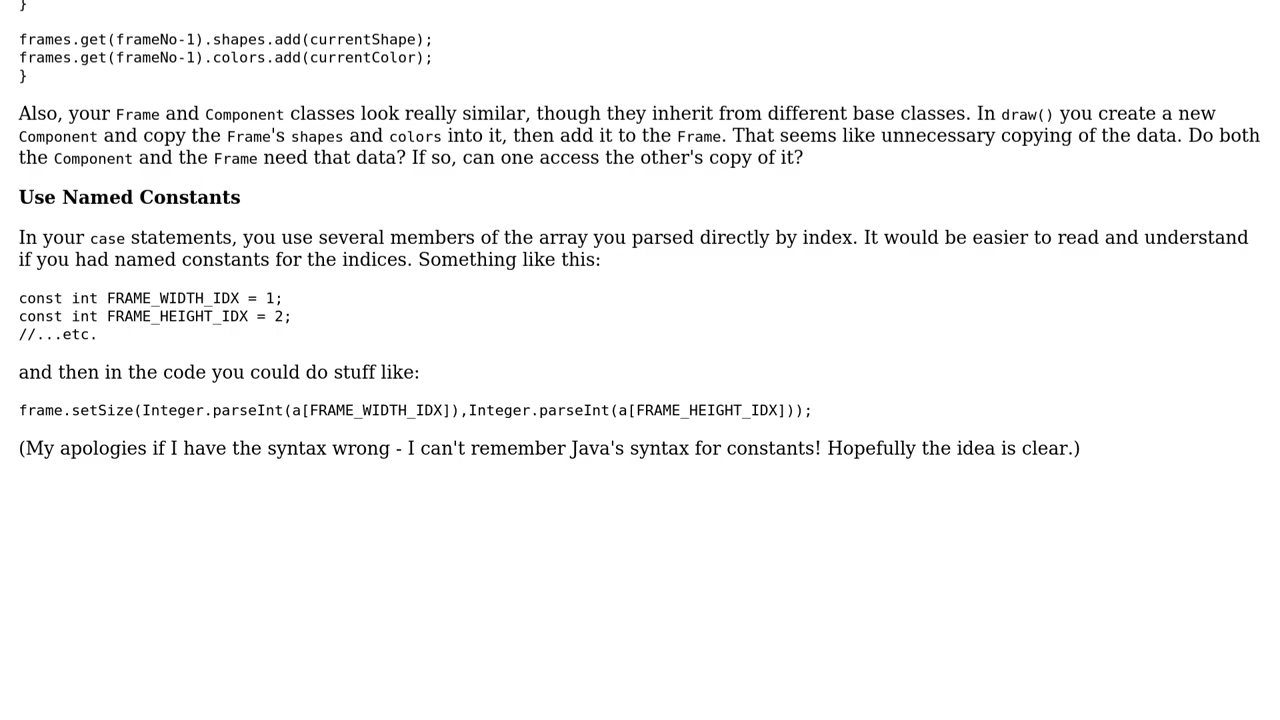 }
frames.get(frameNo-1).shapes.add(currentShape);
frames.get(frameNo-1).colors.add(currentColor);
}
Also, your Frame and Component classes look really similar, though they inherit from different base classes. In draw() you create a new
Component and copy the Frame's shapes and colors into it, then add it to the Frame. That seems like unnecessary copying of the data. Do both
the Component and the Frame need that data? If so, can one access the other's copy of it?
Use Named Constants
In your case statements, you use several members of the array you parsed directly by index. It would be easier to read and understand
if you had named constants for the indices. Something like this:
const int FRAME_WIDTH_IDX = 1;
const int FRAME_HEIGHT_IDX = 2;
//...etc.
and then in the code you could do stuff like:
frame.setSize(Integer.parseInt(a[FRAME_WIDTH_IDX]),Integer.parseInt(a[FRAME_HEIGHT_IDX]));
(My apologies if I have the syntax wrong - I can't remember Java's syntax for constants! Hopefully the idea is clear.)